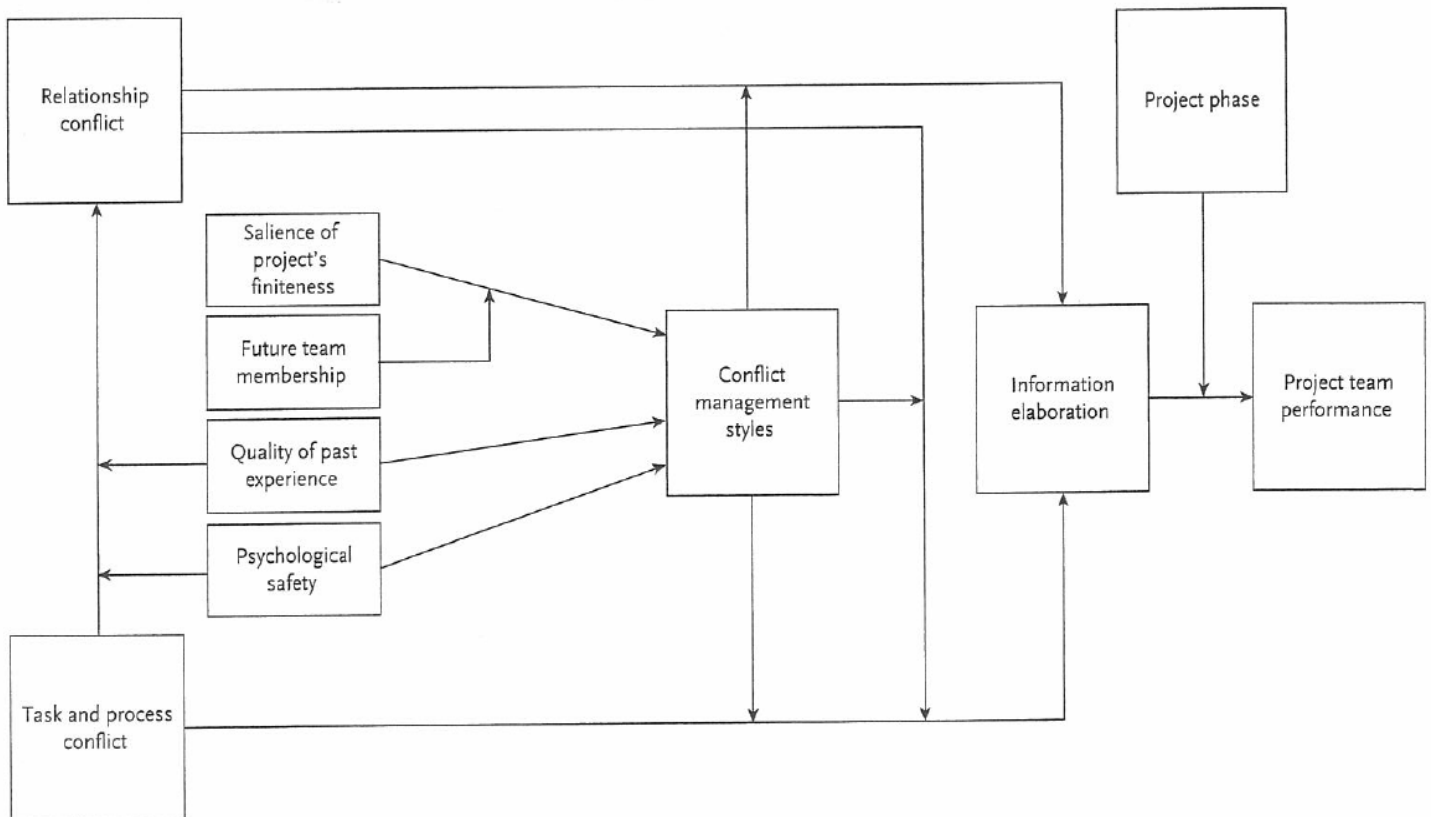 Relationship
conflict
Project phase
Salience of
project's
finiteness
Future team
membership
Quality of past
experience
Psychological
safety
Conflict
management
styles
Information
elaboration
Project team
performance
Task and process
conflict